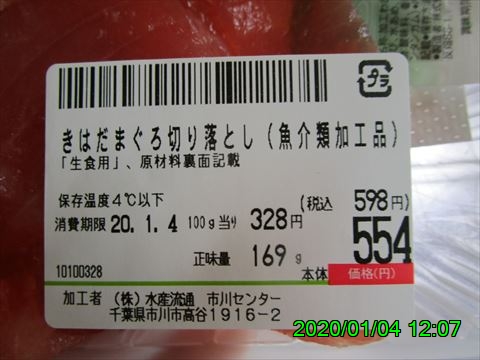 プラ
きはだまぐろ切り落とし(魚介類加工品)
「生食用」、原材料裏面記載
保存温度4℃以下
(税込 598円)
消費期限 20. 1. 4 100g当り 328円
554
正味量 169g
10100328
本体 価格(円)
加工者 (株)水産流通 市川センター
千葉県市川市高谷1916-2
2020/01/04 12:07